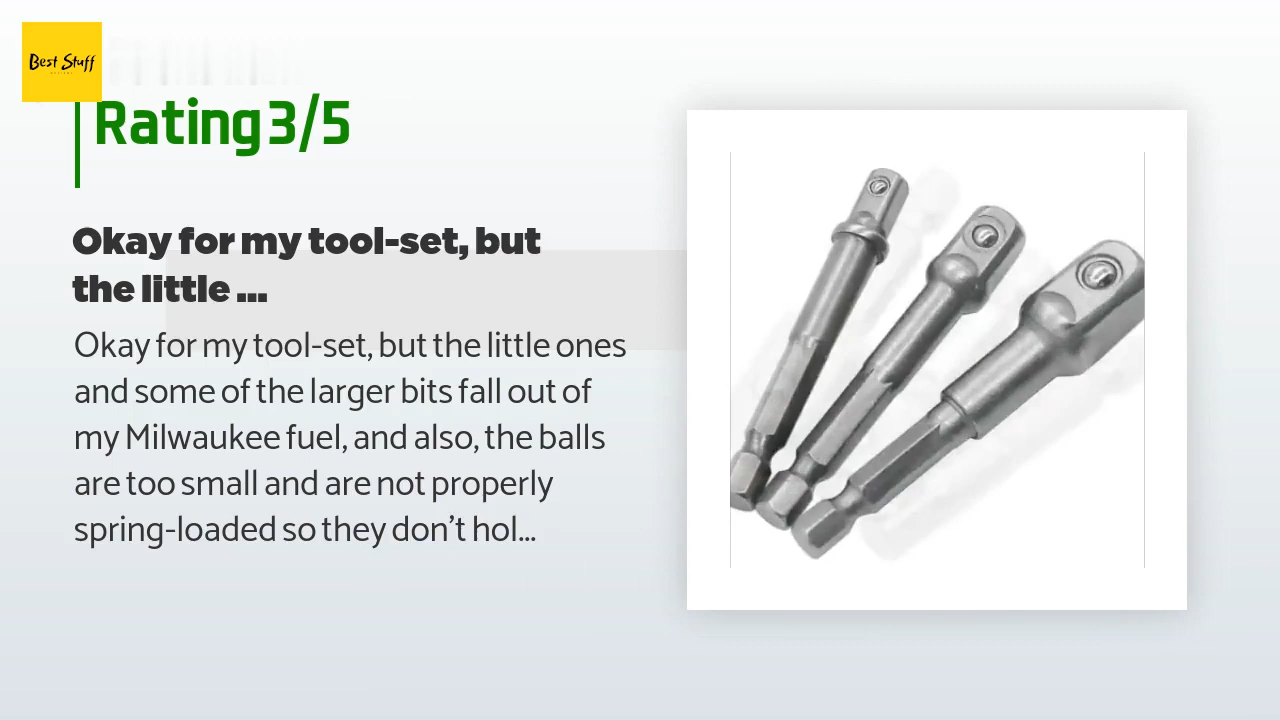 Best Stuff
Rating 3/5
Okay for my tool-set, but
the little ...
Okay for my tool-set, but the little ones
and some of the larger bits fall out of
my Milwaukee fuel, and also, the balls
are too small and are not properly
spring-loaded so they don't hol...